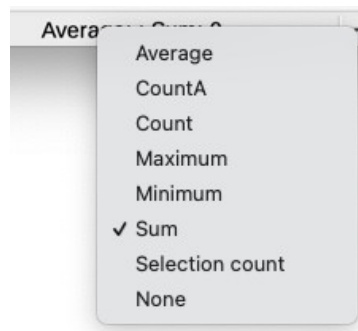 Average
CountA
Count
Maximum
Minimum
✓ Sum
Selection count
None